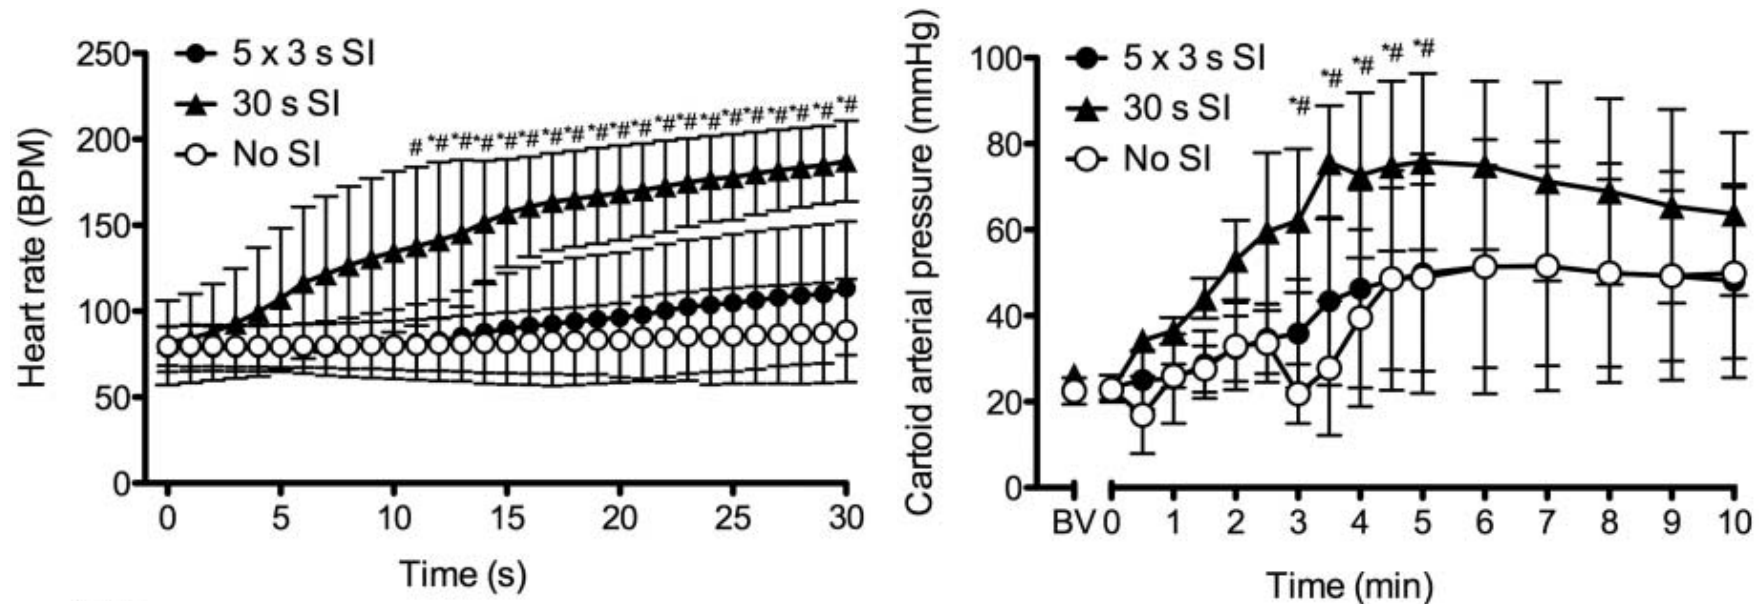 Heart rate (BPM)
250
200
150
100
50
0
5 x 3 s SI
30 s SI
No SI
# *# *# *# *# *# *# *# *# *# *# *# *# *# *# *# *# *# *# *#
0 5 10 15 20 25 30
Time (s)
Cartoid arterial pressure (mmHg)
100
80
60
40
20
0
5 x 3 s SI
30 s SI
No SI
*# *# *# *# *#
BV 0 1 2 3 4 5 6 7 8 9 10
Time (min)